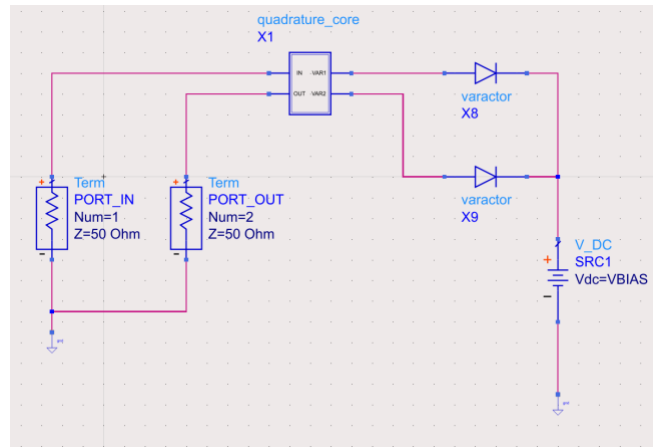 quadrature_core
X1
IN VAR1
OUT VAR2
varactor
X8
Term
PORT_IN
Num=1
Z=50 Ohm
Term
PORT_OUT
Num=2
Z=50 Ohm
varactor
X9
V_DC
SRC1
Vdc=VBIAS